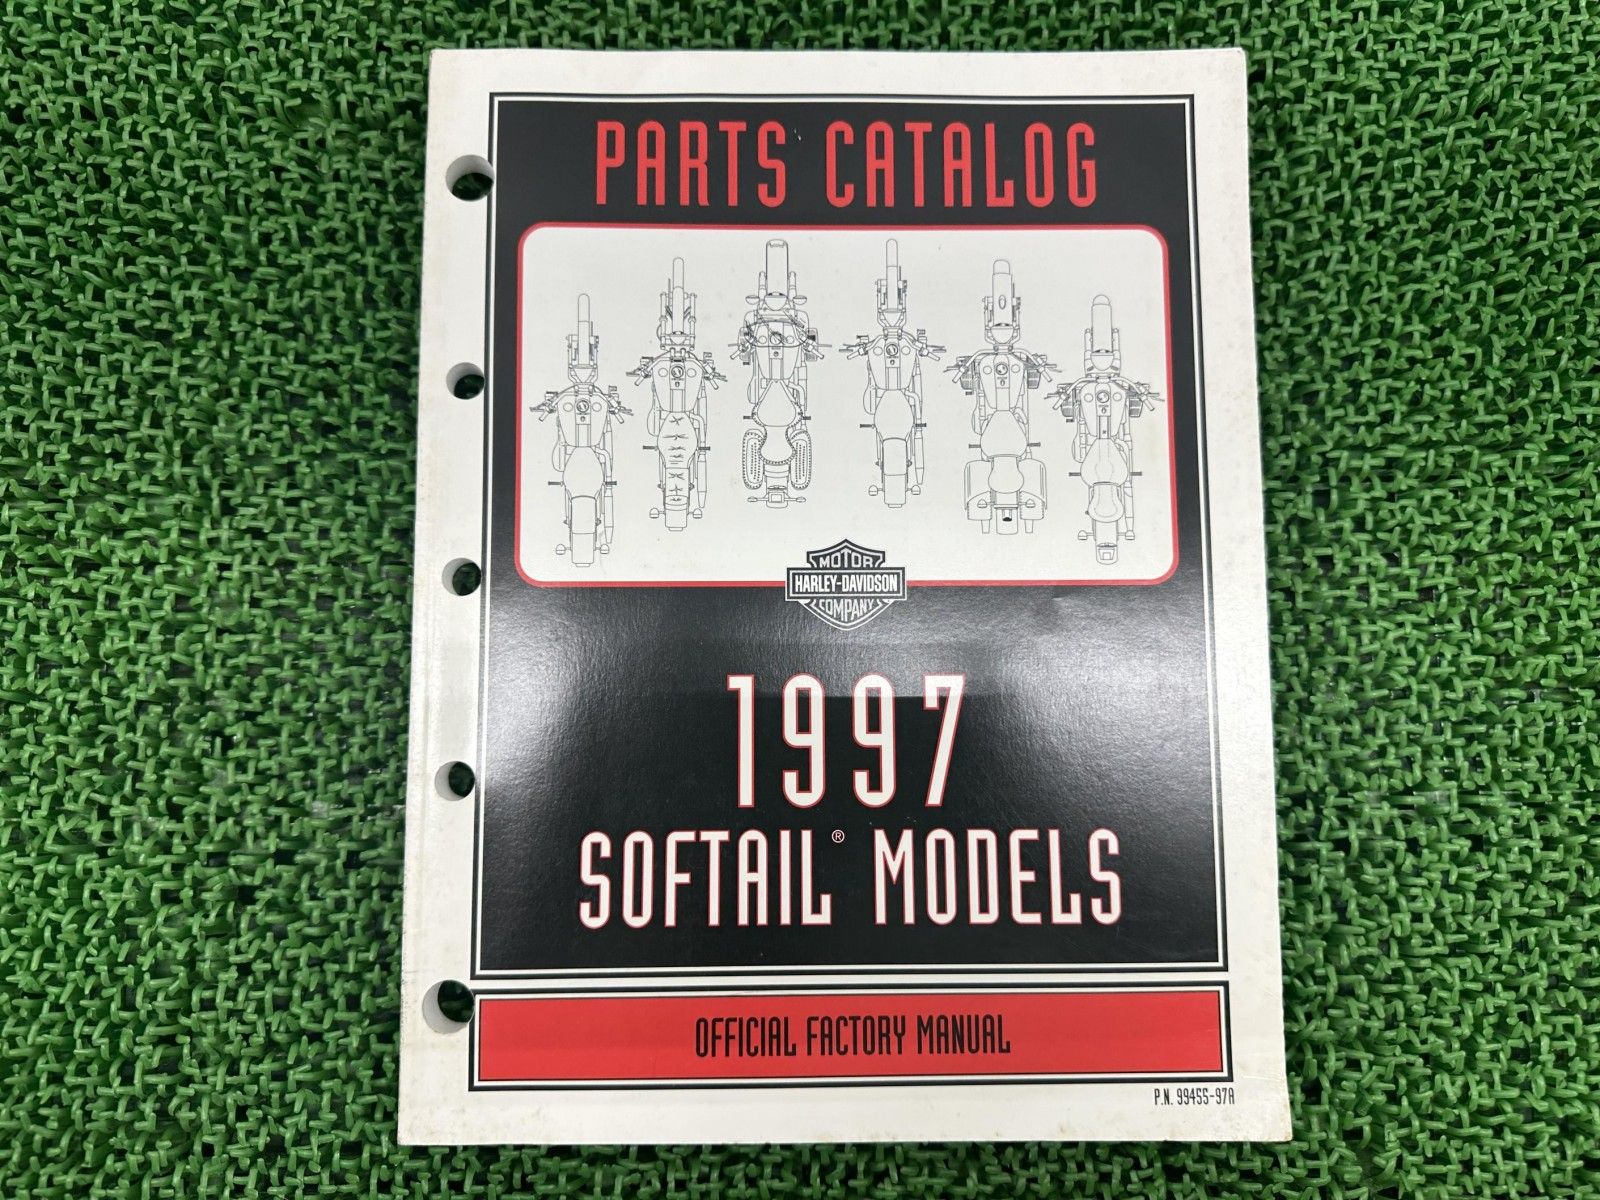 PARTS CATALOG
MOTOR
HARLEY-DAVIDSON
COMPANY
1997
SOFTAIL® MODELS
OFFICIAL FACTORY MANUAL
P.N. 99455-97A